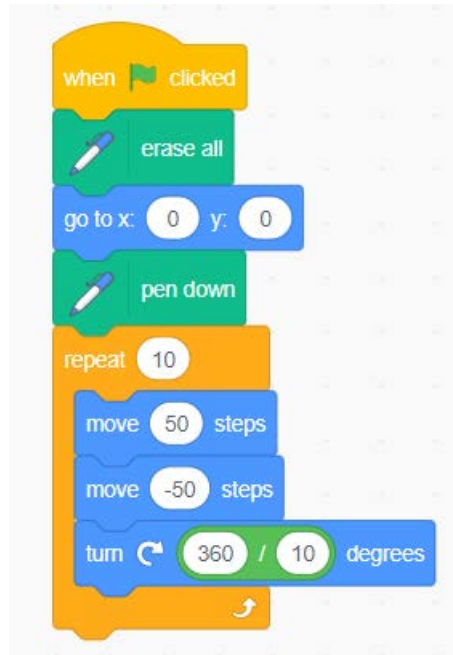 when clicked
erase all
go to x: 0 y: 0
pen down
repeat 10
move 50 steps
move -50 steps
turn 360 / 10 degrees